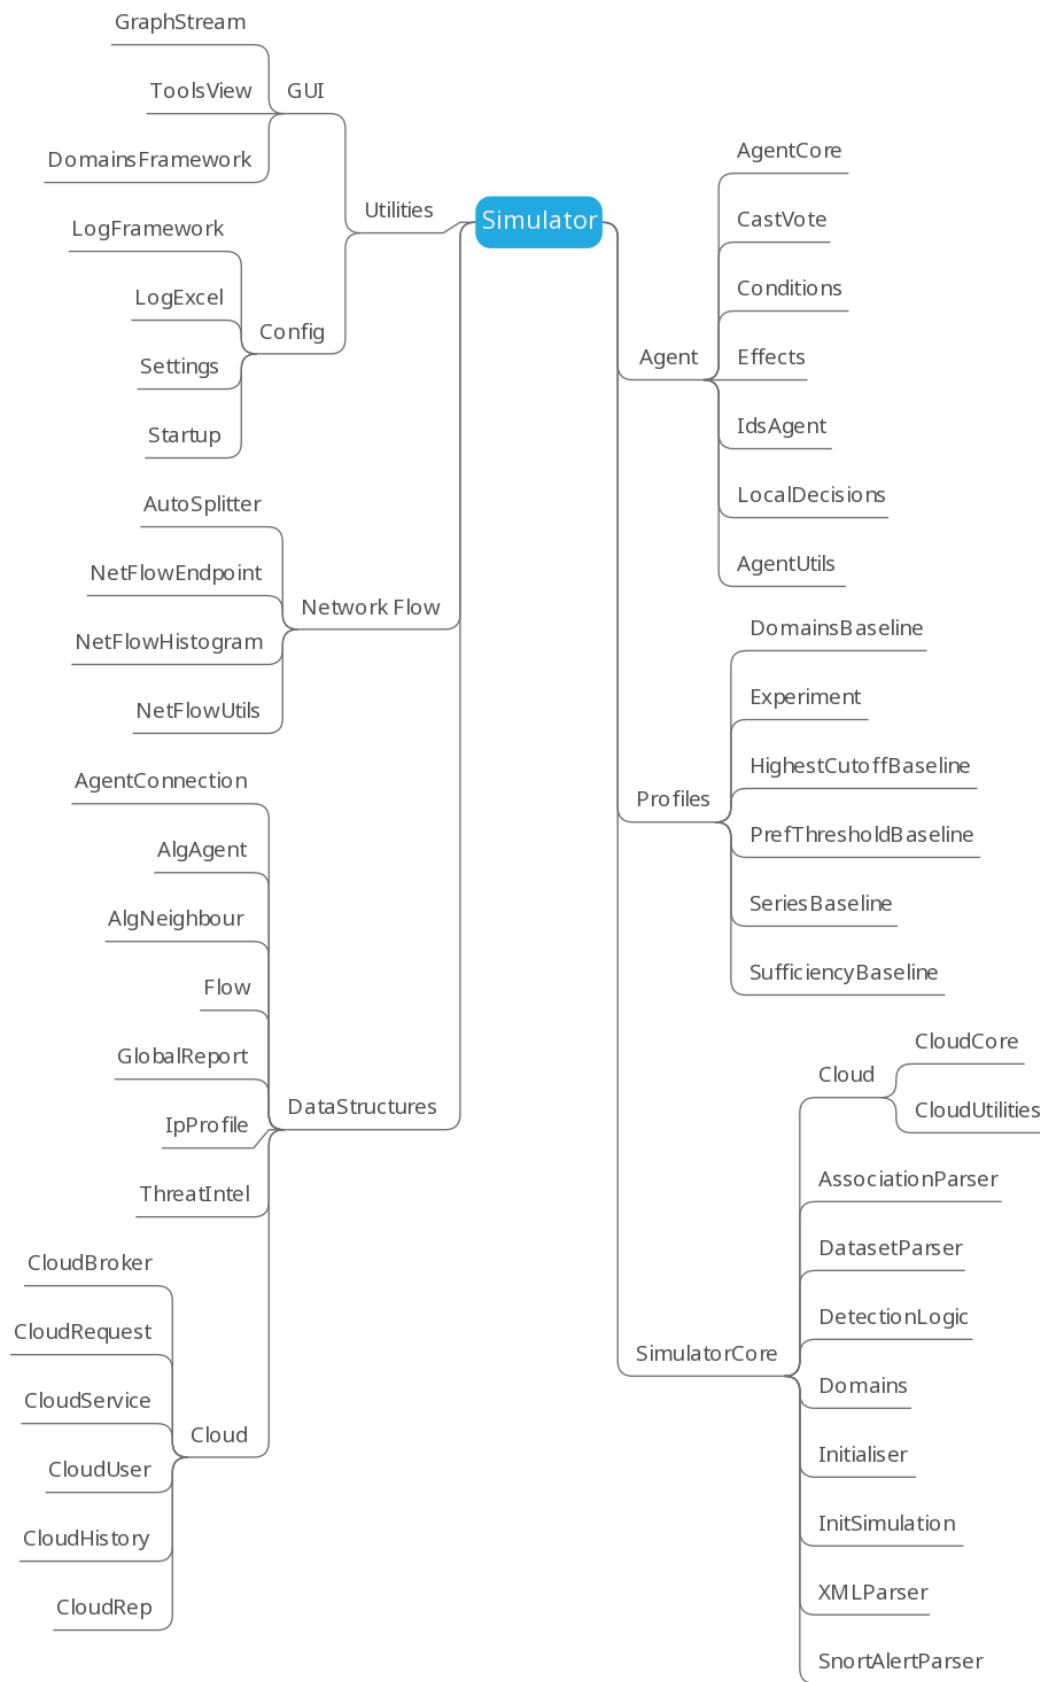 Simulator
Utilities
GUI
GraphStream
ToolsView
DomainsFramework
Config
LogFramework
LogExcel
Settings
Startup
Network Flow
AutoSplitter
NetFlowEndpoint
NetFlowHistogram
NetFlowUtils
DataStructures
AgentConnection
AlgAgent
AlgNeighbour
Flow
GlobalReport
IpProfile
ThreatIntel
Cloud
CloudBroker
CloudRequest
CloudService
CloudUser
CloudHistory
CloudRep
Agent
AgentCore
CastVote
Conditions
Effects
IdsAgent
LocalDecisions
AgentUtils
Profiles
DomainsBaseline
Experiment
HighestCutoffBaseline
PrefThresholdBaseline
SeriesBaseline
SufficiencyBaseline
SimulatorCore
Cloud
CloudCore
CloudUtilities
AssociationParser
DatasetParser
DetectionLogic
Domains
Initialiser
InitSimulation
XMLParser
SnortAlertParser